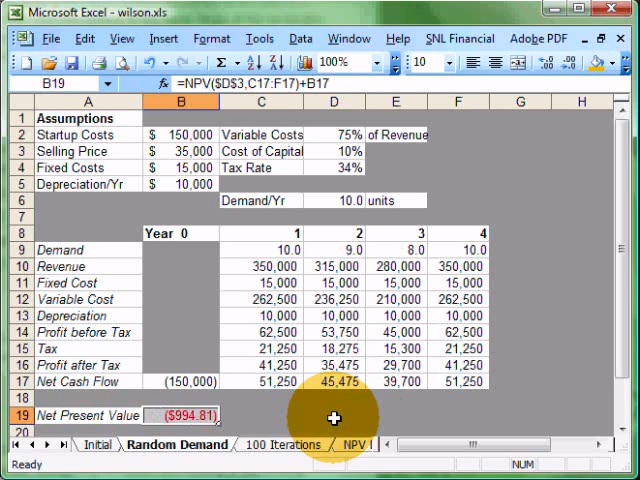 Microsoft Excel - wilson.xls
File Edit View Insert Format Tools Data Window Help SNL Financial Adobe PDF
Σ 100% 10
B19 fx =NPV($D$3,C17:F17)+B17
A B C D E F G H
1 Assumptions
2 Startup Costs $ 150,000 Variable Costs 75% of Revenue
3 Selling Price $ 35,000 Cost of Capital 10%
4 Fixed Costs $ 15,000 Tax Rate 34%
5 Depreciation/Yr $ 10,000
6 Demand/Yr 10.0 units
7
8 Year 0 1 2 3 4
9 Demand 10.0 9.0 8.0 10.0
10 Revenue 350,000 315,000 280,000 350,000
11 Fixed Cost 15,000 15,000 15,000 15,000
12 Variable Cost 262,500 236,250 210,000 262,500
13 Depreciation 10,000 10,000 10,000 10,000
14 Profit before Tax 62,500 53,750 45,000 62,500
15 Tax 21,250 18,275 15,300 21,250
16 Profit after Tax 41,250 35,475 29,700 41,250
17 Net Cash Flow (150,000) 51,250 45,475 39,700 51,250
18
19 Net Present Value ($994.81)
20
Initial Random Demand 100 Iterations NPV
Ready NUM